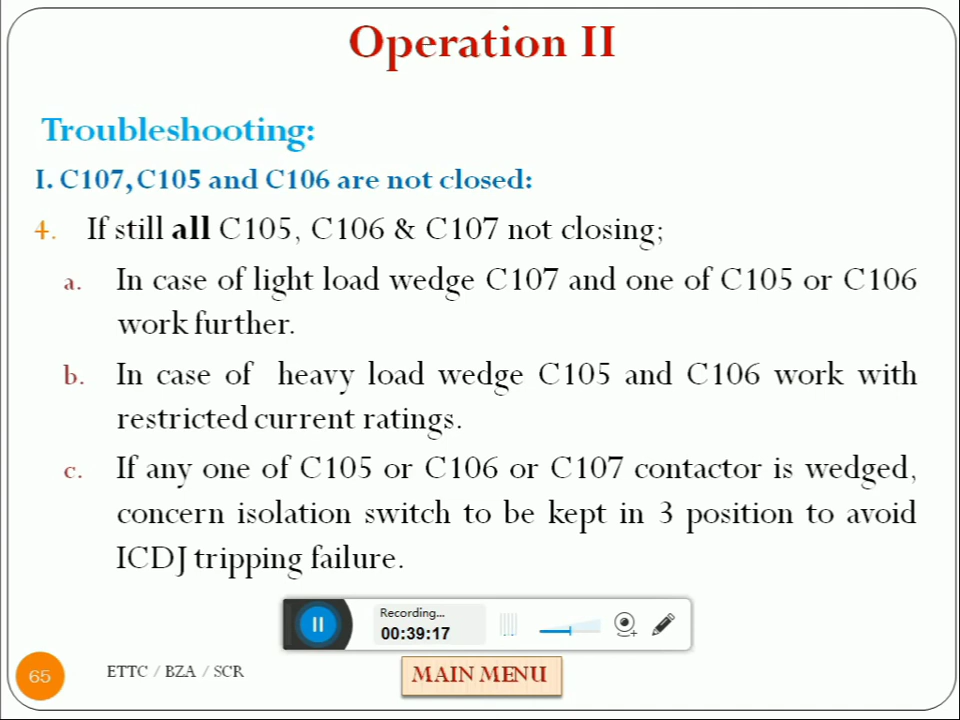 Operation II
Troubleshooting:
I. C107, C105 and C106 are not closed:
4. If still all C105, C106 & C107 not closing;
a. In case of light load wedge C107 and one of C105 or C106
work further.
b. In case of heavy load wedge C105 and C106 work with
restricted current ratings.
c. If any one of C105 or C106 or C107 contactor is wedged,
concern isolation switch to be kept in 3 position to avoid
ICDJ tripping failure.
Recording...
00:39:17
65
ETTC / BZA / SCR
MAIN MENU